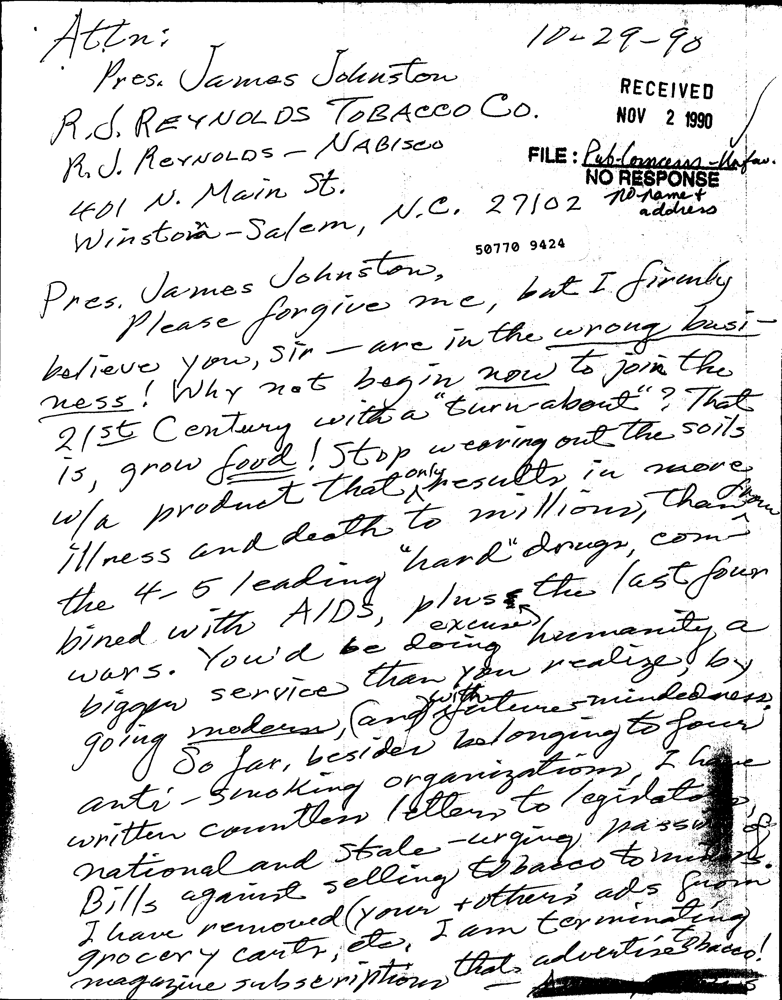 Attn:
10-29-90
Pres. James Johnston
R.J. REYNOLDS TOBACCO CO.
R.J. REYNOLDS - NABISCO
401 N. Main St.
Winston-Salem, N.C. 27102
RECEIVED
NOV 2 1990
FILE: Pub. Concerns - Unfav.
NO RESPONSE
no name +
address
50770 9424
Pres. James Johnston,
Please forgive me, but I firmly
believe you, sir - are in the wrong busi-
ness! Why not begin now to join the
21st Century with a "turn-about"? That
is, grow food! Stop wearing out the soils
w/a product that only results in more
illness and death to millions, than from
the 4-5 leading "hard" drugs, com-
bined with AIDS, plus the last four
excuse
wars. You'd be doing humanity a
bigger service than you realize, by
going modern, (and with future-mindedness.
So far, besides belonging to four
anti-smoking organizations, I have
written countless letters to legislators,
national and state - urging passage of
Bills against selling tobacco to minors.
I have removed (your + others' ads from
grocery carts, etc. I am terminating
magazine subscriptions that advertise tobacco!